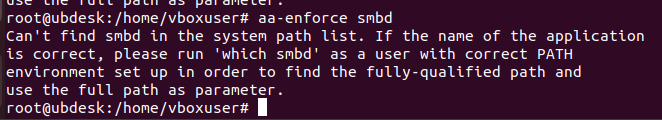 use the full path as parameter.
root@ubdesk:/home/vboxuser# aa-enforce smbd
Can't find smbd in the system path list. If the name of the application
is correct, please run 'which smbd' as a user with correct PATH
environment set up in order to find the fully-qualified path and
use the full path as parameter.
root@ubdesk:/home/vboxuser#